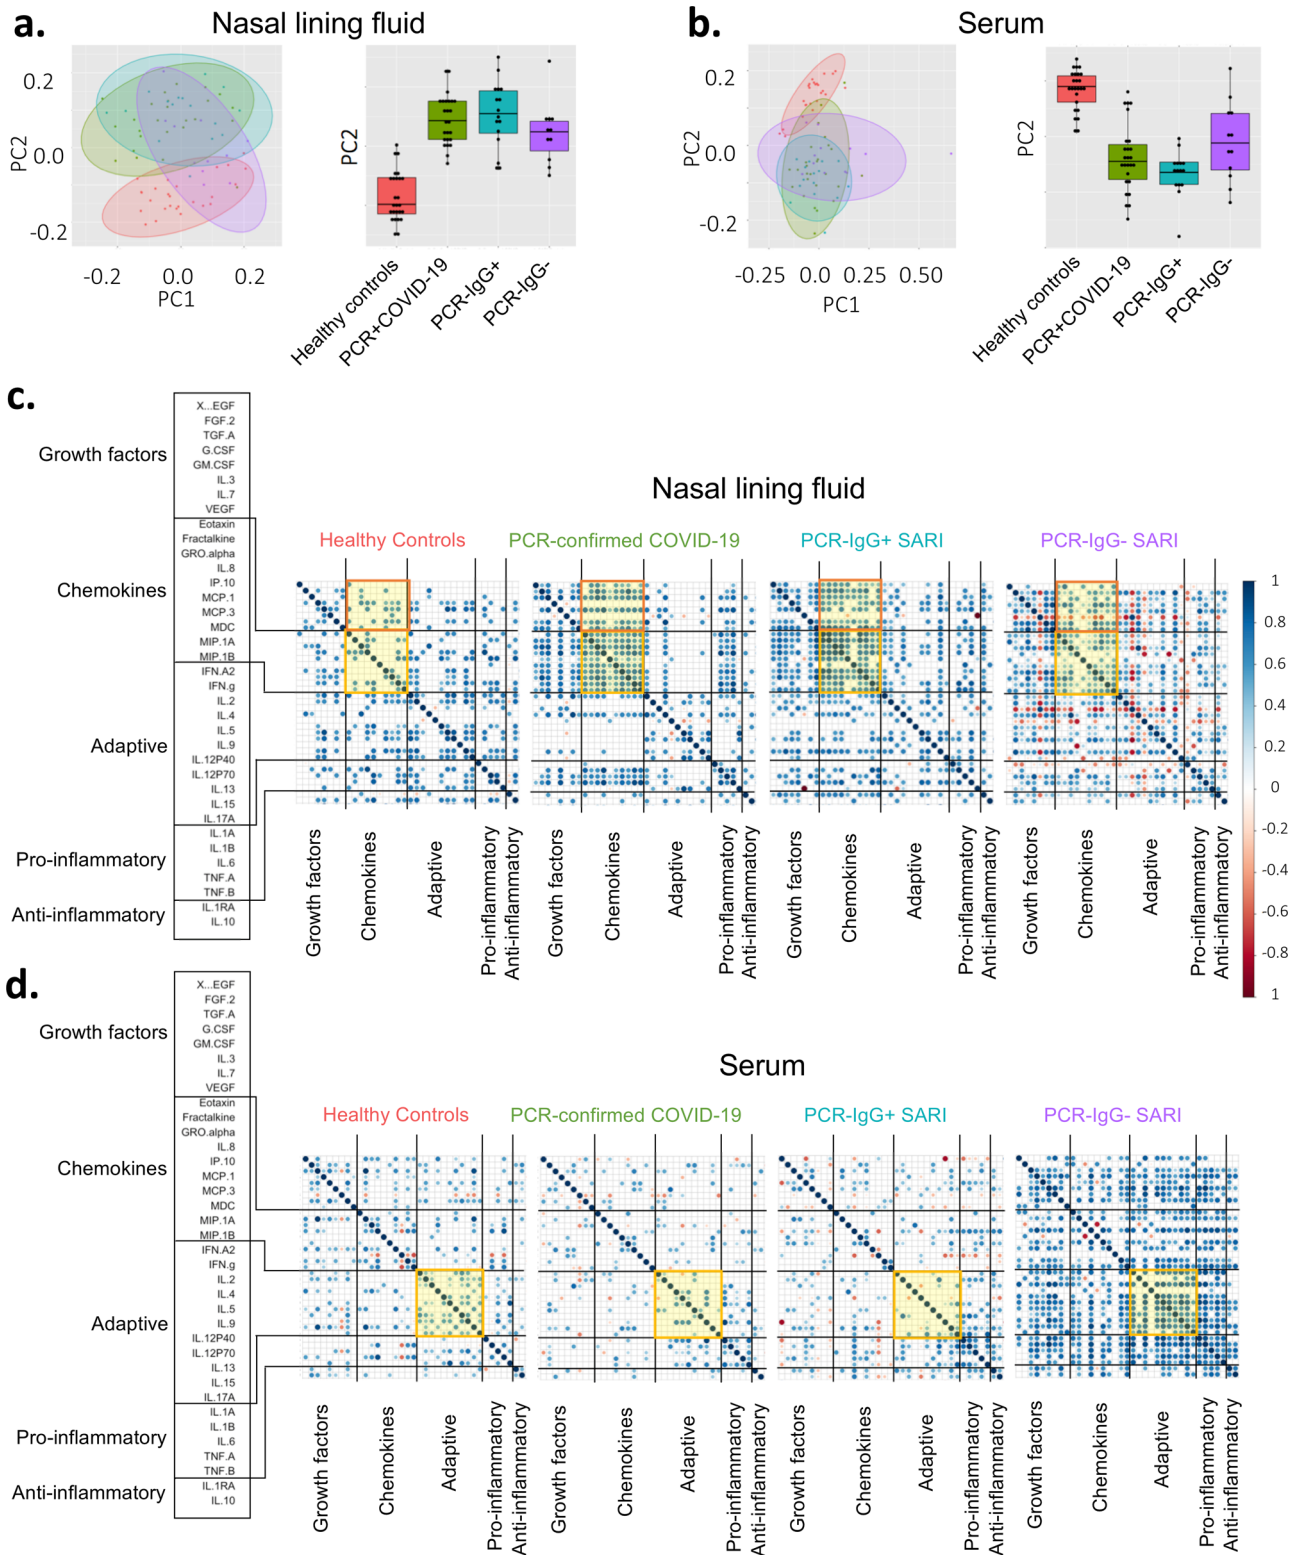 a.
Nasal lining fluid
0.2
0.0
-0.2
PC2
-0.2
0.0
0.2
PC1
PC2
Healthy controls
PCR+COVID-19
PCR-IgG+
PCR-IgG-
b.
Serum
0.2
0.0
-0.2
PC2
-0.25
0.0
0.25
0.50
PC1
PC2
Healthy controls
PCR+COVID-19
PCR-IgG+
PCR-IgG-
c.
Growth factors
X...EGF
FGF.2
TGF.A
G.CSF
GM.CSF
IL.3
IL.7
VEGF
Chemokines
Eotaxin
Fractalkine
GRO.alpha
IL.8
IP.10
MCP.1
MCP.3
MDC
MIP.1A
MIP.1B
Adaptive
IFN.A2
IFN.g
IL.2
IL.4
IL.5
IL.9
IL.12P40
IL.12P70
IL.13
IL.15
IL.17A
Pro-inflammatory
IL.1A
IL.1B
IL.6
TNF.A
TNF.B
Anti-inflammatory
IL.1RA
IL.10
Nasal lining fluid
Healthy Controls
PCR-confirmed COVID-19
PCR-IgG+ SARI
PCR-IgG- SARI
Growth factors
Chemokines
Adaptive
Pro-inflammatory
Anti-inflammatory
Growth factors
Chemokines
Adaptive
Pro-inflammatory
Anti-inflammatory
Growth factors
Chemokines
Adaptive
Pro-inflammatory
Anti-inflammatory
Growth factors
Chemokines
Adaptive
Pro-inflammatory
Anti-inflammatory
1
0.8
0.6
0.4
0.2
0
-0.2
-0.4
-0.6
-0.8
1
d.
Growth factors
X...EGF
FGF.2
TGF.A
G.CSF
GM.CSF
IL.3
IL.7
VEGF
Chemokines
Eotaxin
Fractalkine
GRO.alpha
IL.8
IP.10
MCP.1
MCP.3
MDC
MIP.1A
MIP.1B
Adaptive
IFN.A2
IFN.g
IL.2
IL.4
IL.5
IL.9
IL.12P40
IL.12P70
IL.13
IL.15
IL.17A
Pro-inflammatory
IL.1A
IL.1B
IL.6
TNF.A
TNF.B
Anti-inflammatory
IL.1RA
IL.10
Serum
Healthy Controls
PCR-confirmed COVID-19
PCR-IgG+ SARI
PCR-IgG- SARI
Growth factors
Chemokines
Adaptive
Pro-inflammatory
Anti-inflammatory
Growth factors
Chemokines
Adaptive
Pro-inflammatory
Anti-inflammatory
Growth factors
Chemokines
Adaptive
Pro-inflammatory
Anti-inflammatory
Growth factors
Chemokines
Adaptive
Pro-inflammatory
Anti-inflammatory